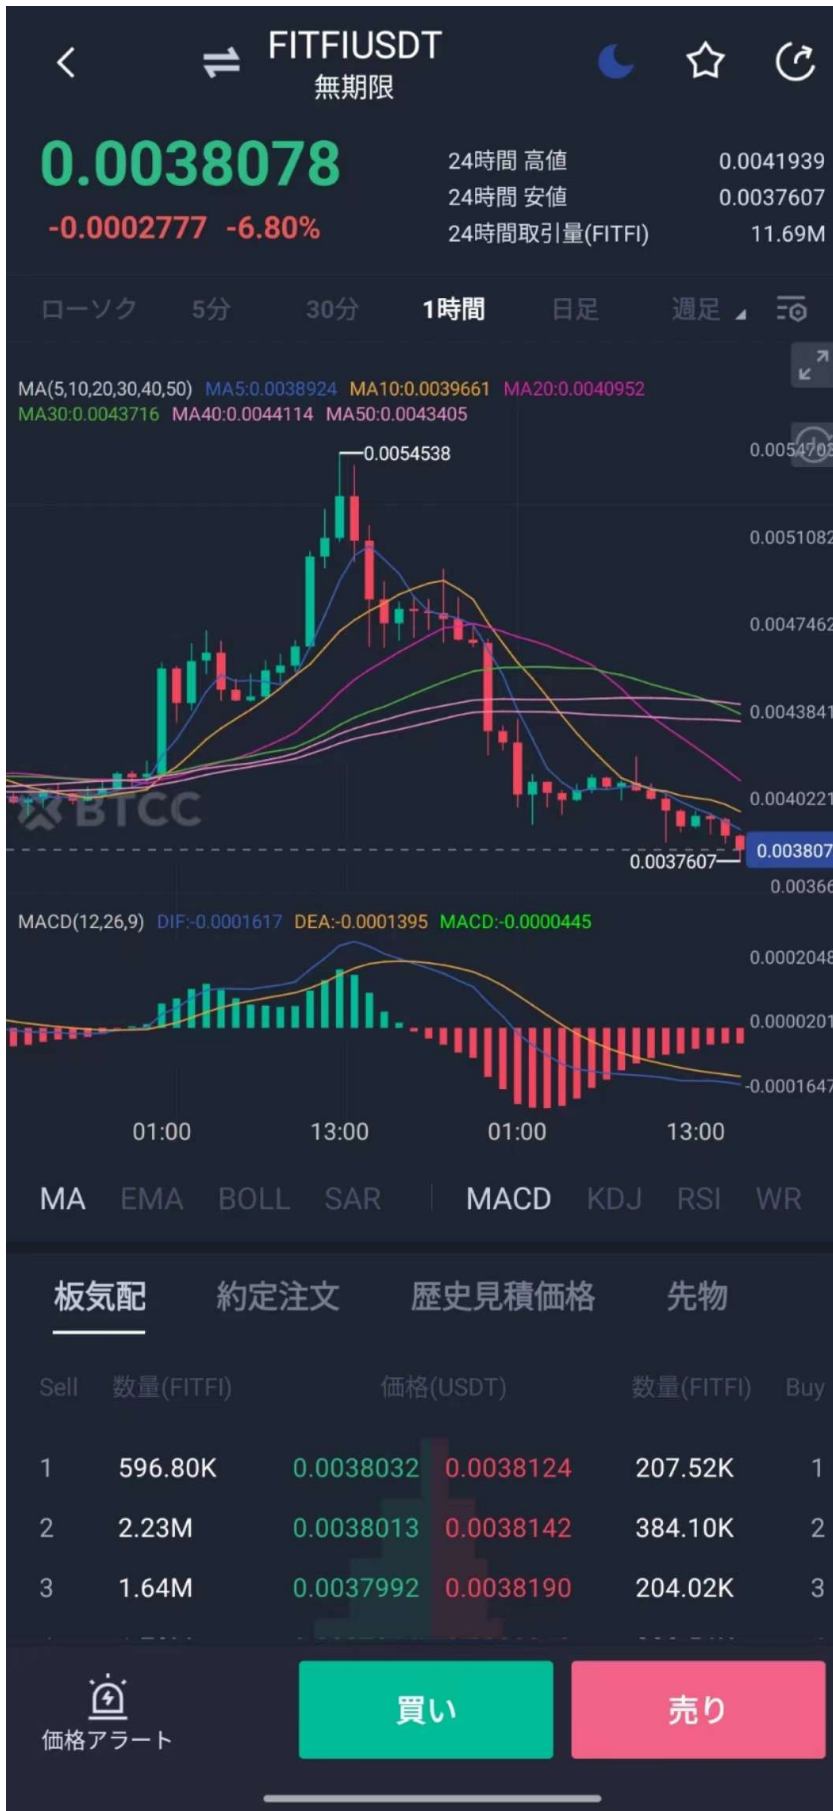 FITFIUSDT
無期限
0.0038078
-0.0002777 -6.80%
24時間 高値 0.0041939
24時間 安値 0.0037607
24時間取引量(FITFI) 11.69M
ローソク 5分 30分 1時間 日足 週足
MA(5,10,20,30,40,50) MA5:0.0038924 MA10:0.0039661 MA20:0.0040952
MA30:0.0043716 MA40:0.0044114 MA50:0.0043405
0.0054538
0.0054703
0.0051082
0.0047462
0.0043841
0.0040221
BTCC
0.003807
0.0037607
0.00366
MACD(12,26,9) DIF:-0.0001617 DEA:-0.0001395 MACD:-0.0000445
0.0002048
0.0000201
-0.0001647
01:00 13:00 01:00 13:00
MA EMA BOLL SAR MACD KDJ RSI WR
板気配 約定注文 歴史見積価格 先物
Sell 数量(FITFI) 価格(USDT) 数量(FITFI) Buy
1 596.80K 0.0038032 0.0038124 207.52K 1
2 2.23M 0.0038013 0.0038142 384.10K 2
3 1.64M 0.0037992 0.0038190 204.02K 3
価格アラート
買い
売り